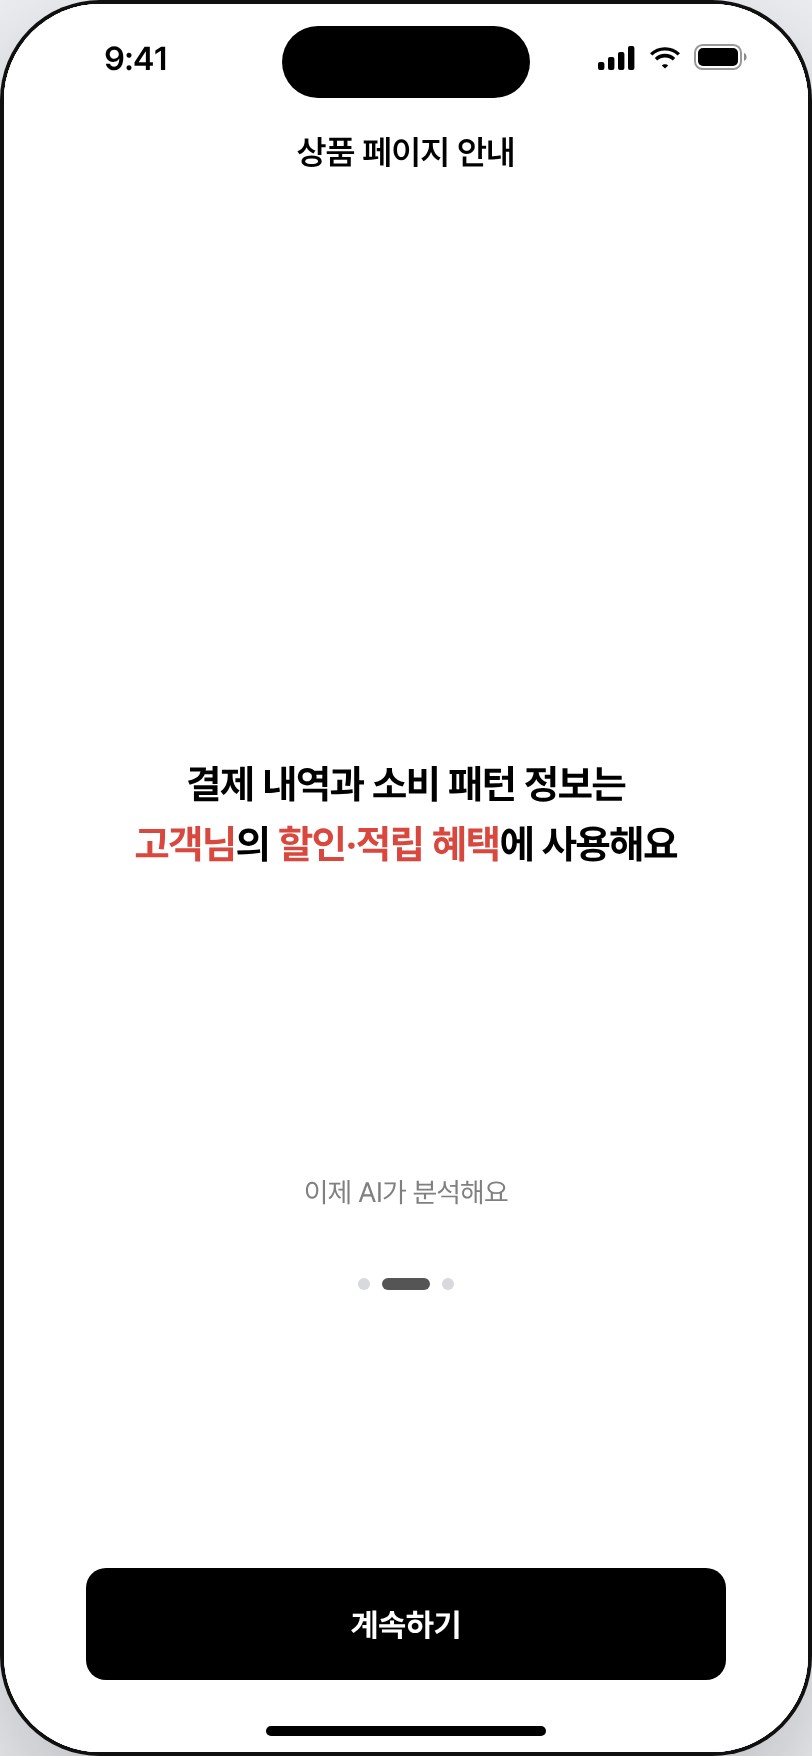 9:41
상품 페이지 안내
결제 내역과 소비 패턴 정보는
고객님의 할인·적립 혜택에 사용해요
이제 AI가 분석해요
계속하기